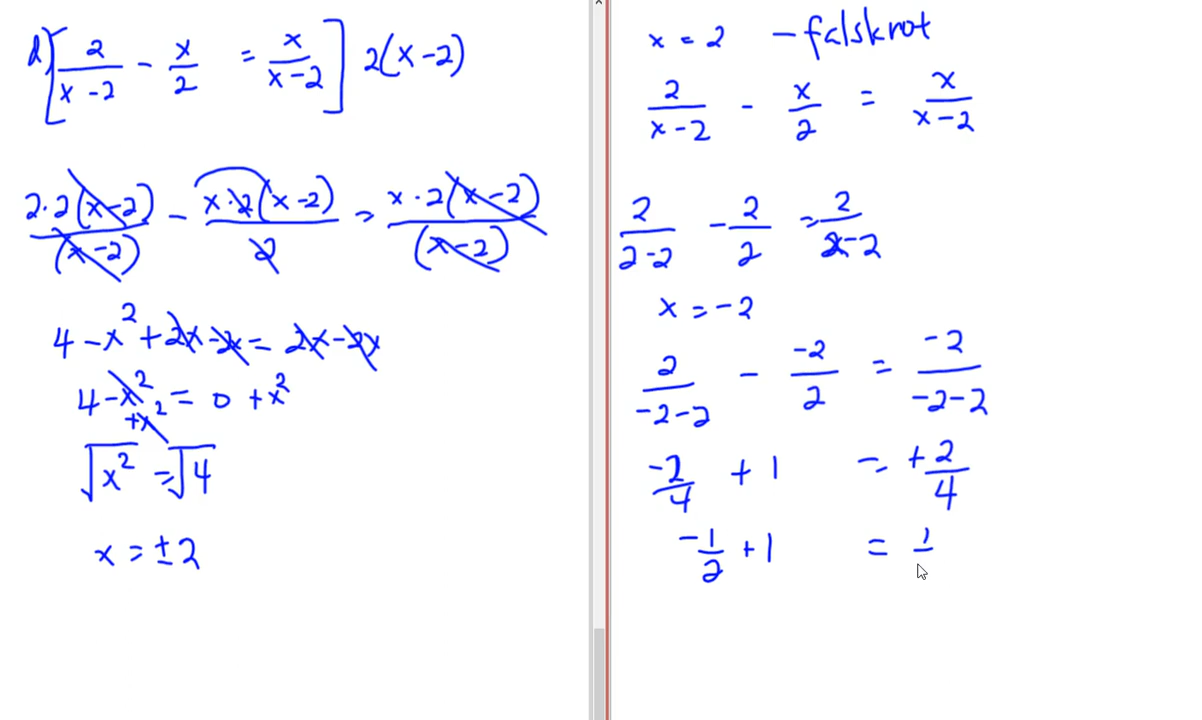 d) [ 2/(x-2) - x/2 = x/(x-2) ] 2(x-2)
2·2(x-2)/(x-2) - x·2(x-2)/2 = x·2(x-2)/(x-2)
4 - x² + 2x - 2x = 2x - 2x
4 - x² + x² = 0 + x²
√x² = √4
x = ±2
x = 2 - falskrot
2/(x-2) - x/2 = x/(x-2)
2/(2-2) - 2/2 = 2/(2-2)
x = -2
2/(-2-2) - -2/2 = -2/(-2-2)
-2/4 + 1 = +2/4
-1/2 + 1 = 1/